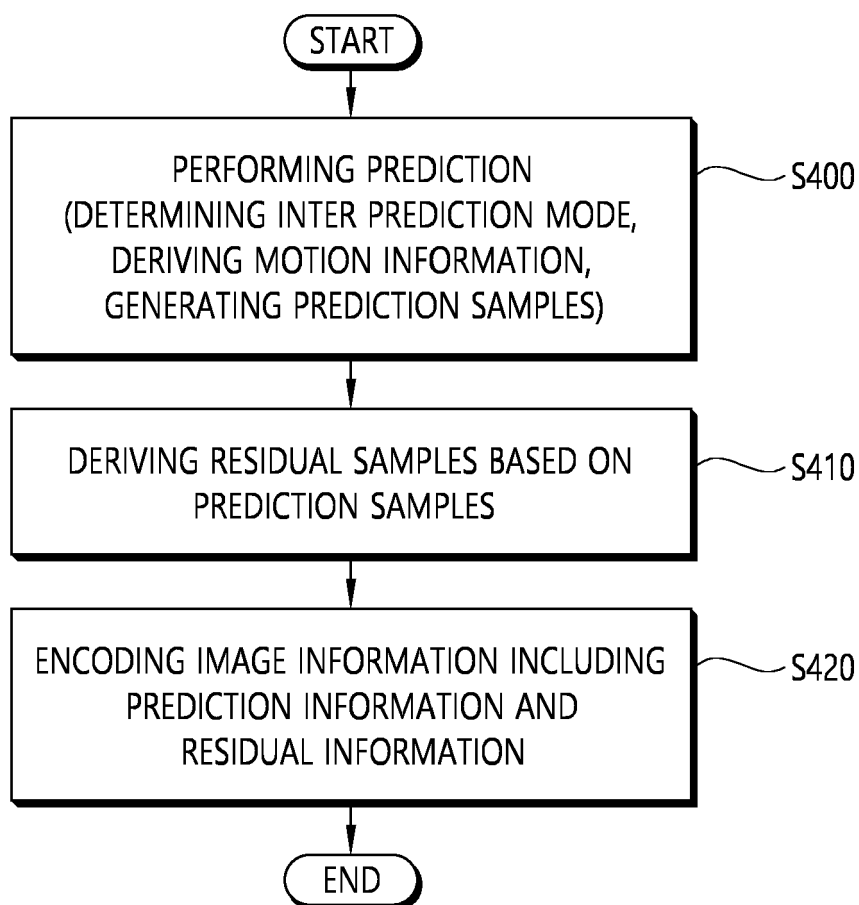 START
PERFORMING PREDICTION
(DETERMINING INTER PREDICTION MODE,
DERIVING MOTION INFORMATION,
GENERATING PREDICTION SAMPLES)
S400
DERIVING RESIDUAL SAMPLES BASED ON
PREDICTION SAMPLES
S410
ENCODING IMAGE INFORMATION INCLUDING
PREDICTION INFORMATION AND
RESIDUAL INFORMATION
S420
END